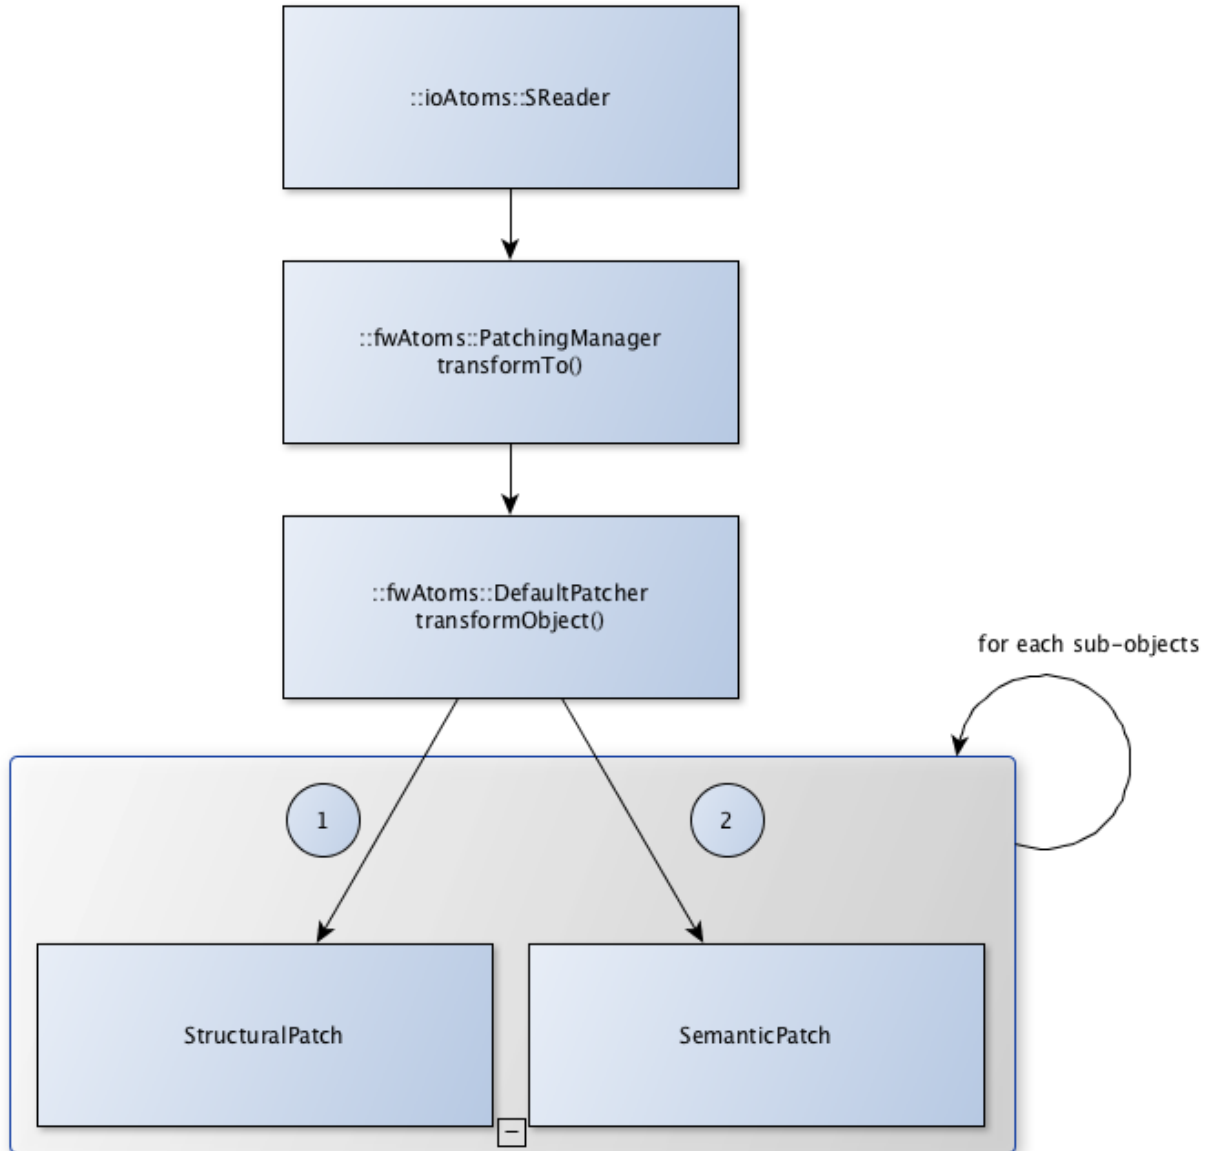 ::ioAtoms::SReader
::fwAtoms::PatchingManager
transformTo()
::fwAtoms::DefaultPatcher
transformObject()
for each sub-objects
1
2
StructuralPatch
SemanticPatch